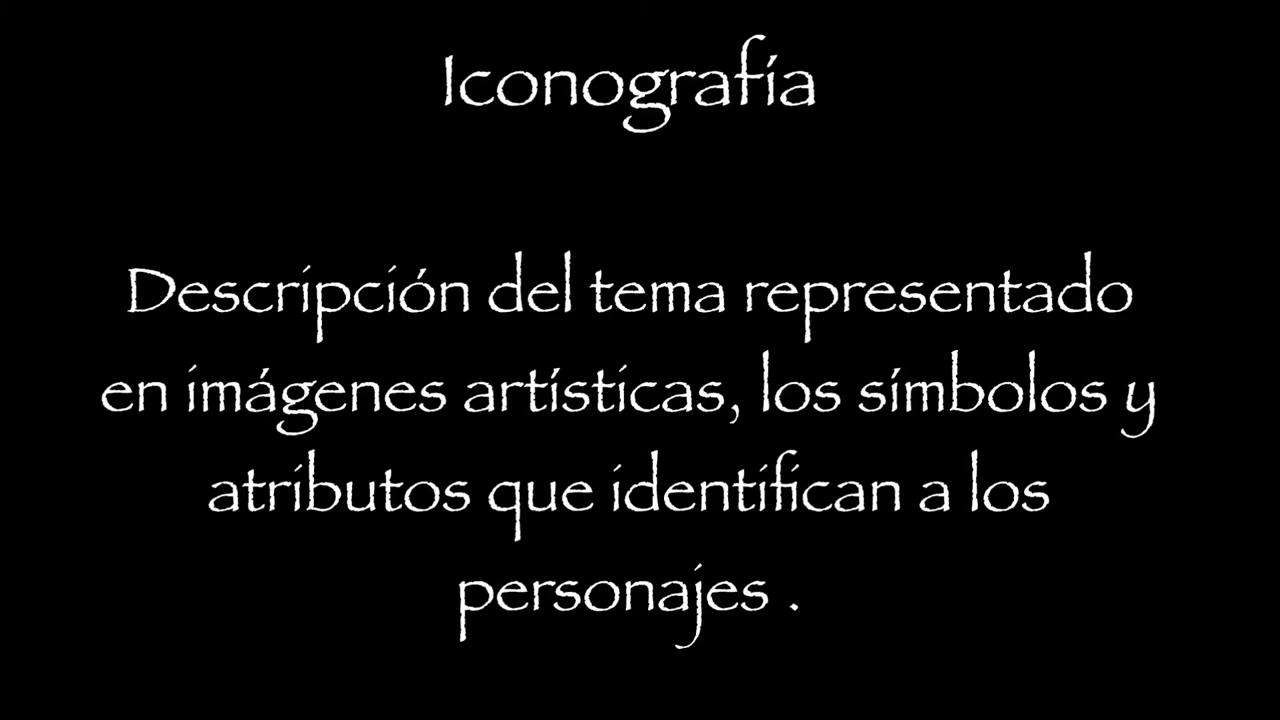 Iconografía
Descripción del tema representado
en imágenes artísticas, los símbolos y
atributos que identifican a los
personajes .